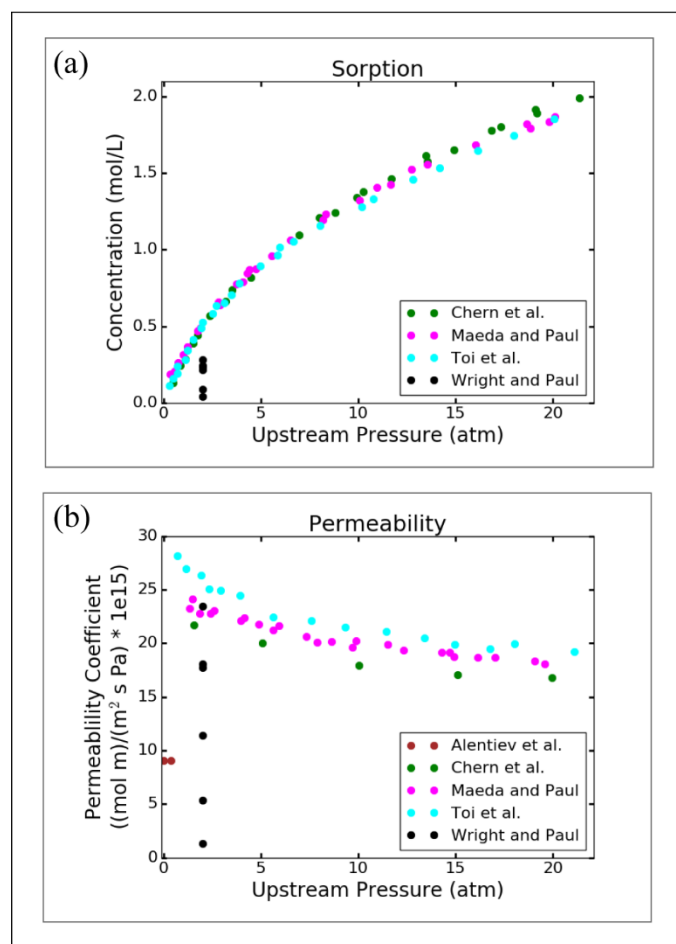 (a)
Sorption
2.0
1.5
1.0
0.5
0.0
Concentration (mol/L)
Chern et al.
Maeda and Paul
Toi et al.
Wright and Paul
0 5 10 15 20
Upstream Pressure (atm)
(b)
Permeability
30
25
20
15
10
5
0
Permeablility Coefficient
((mol m)/(m² s Pa) * 1e15)
Alentiev et al.
Chern et al.
Maeda and Paul
Toi et al.
Wright and Paul
0 5 10 15 20
Upstream Pressure (atm)